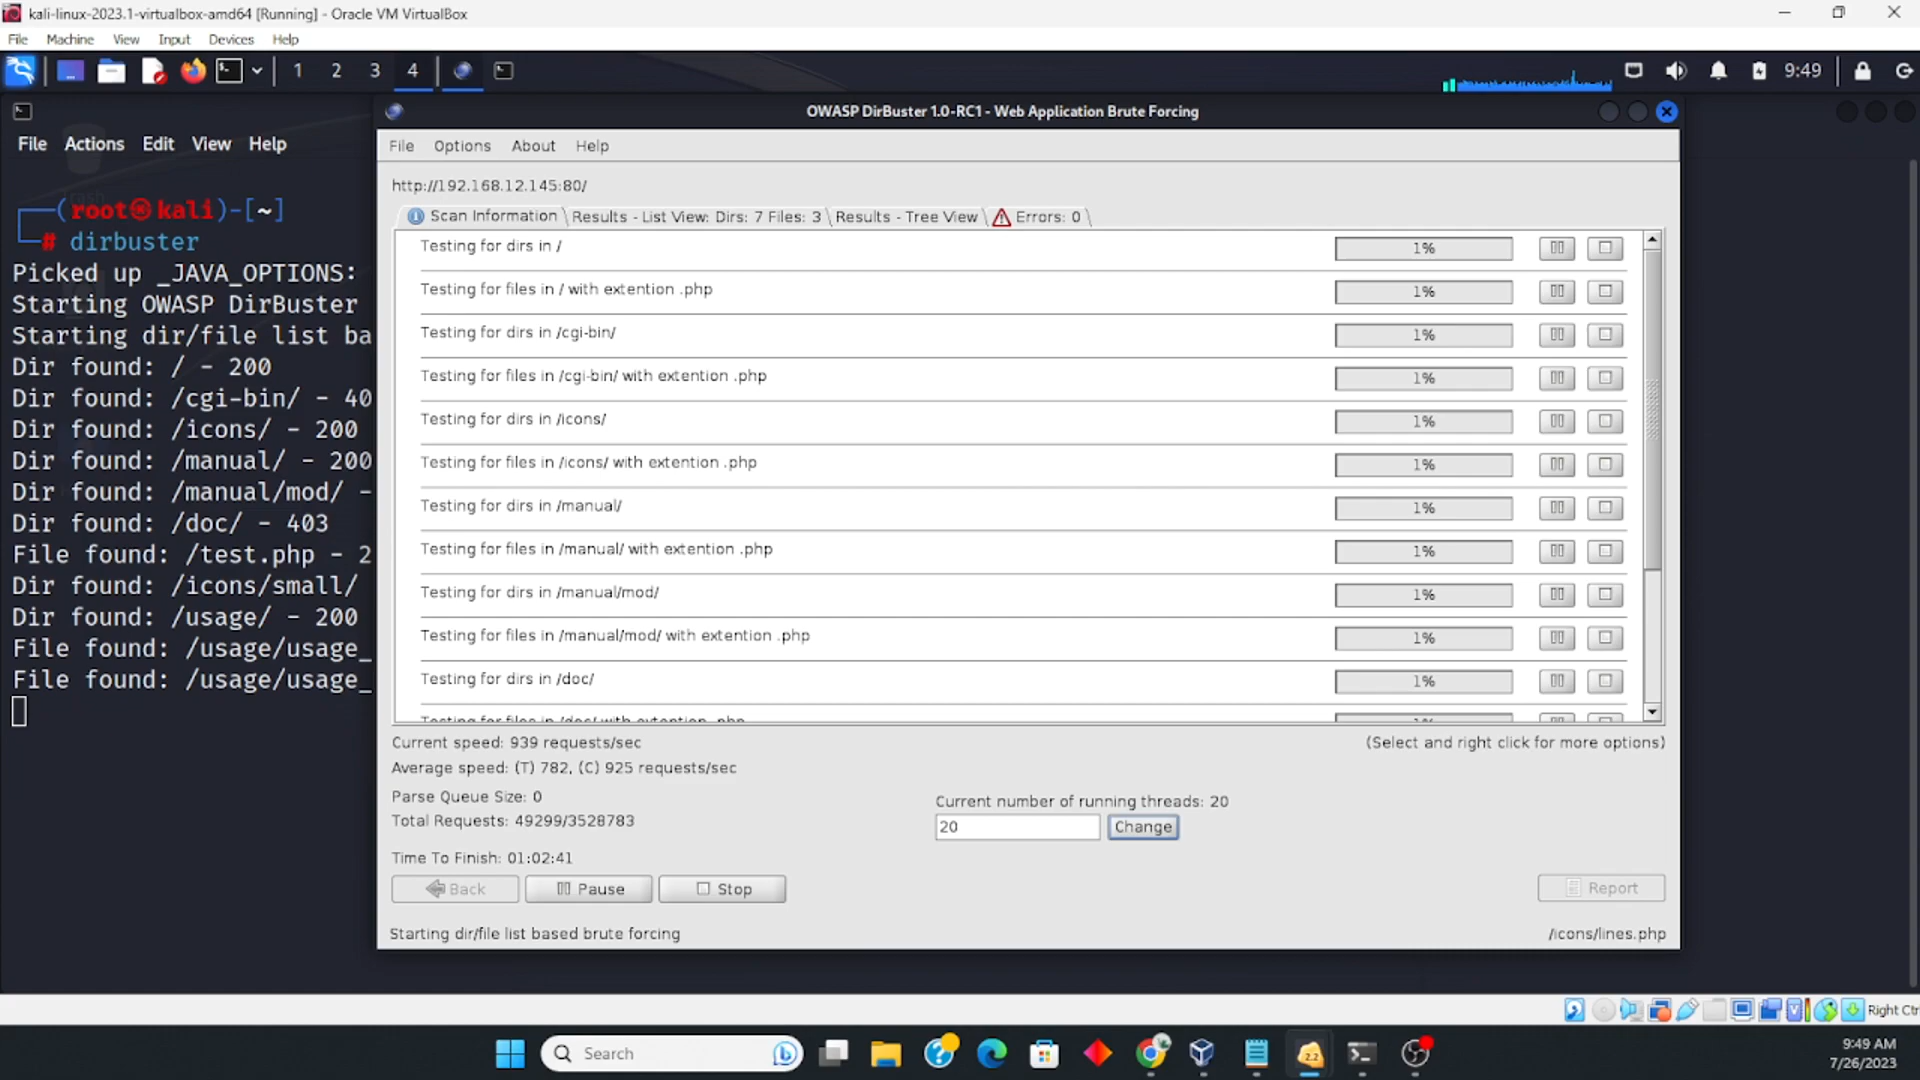 kali-linux-2023.1-virtualbox-amd64 [Running] - Oracle VM VirtualBox
File Machine View Input Devices Help
1 2 3 4
9:49
File Actions Edit View Help
(root㉿kali)-[~]
# dirbuster
Picked up _JAVA_OPTIONS:
Starting OWASP DirBuster
Starting dir/file list ba
Dir found: / - 200
Dir found: /cgi-bin/ - 40
Dir found: /icons/ - 200
Dir found: /manual/ - 200
Dir found: /manual/mod/ -
Dir found: /doc/ - 403
File found: /test.php - 2
Dir found: /icons/small/
Dir found: /usage/ - 200
File found: /usage/usage_
File found: /usage/usage_
OWASP DirBuster 1.0-RC1 - Web Application Brute Forcing
File Options About Help
http://192.168.12.145:80/
Scan Information Results - List View: Dirs: 7 Files: 3 Results - Tree View Errors: 0
Testing for dirs in / 1%
Testing for files in / with extention .php 1%
Testing for dirs in /cgi-bin/ 1%
Testing for files in /cgi-bin/ with extention .php 1%
Testing for dirs in /icons/ 1%
Testing for files in /icons/ with extention .php 1%
Testing for dirs in /manual/ 1%
Testing for files in /manual/ with extention .php 1%
Testing for dirs in /manual/mod/ 1%
Testing for files in /manual/mod/ with extention .php 1%
Testing for dirs in /doc/ 1%
Testing for files in /doc/ with extention .php 1%
Current speed: 939 requests/sec (Select and right click for more options)
Average speed: (T) 782, (C) 925 requests/sec
Parse Queue Size: 0 Current number of running threads: 20
Total Requests: 49299/3528783
20 Change
Time To Finish: 01:02:41
Back Pause Stop Report
Starting dir/file list based brute forcing /icons/lines.php
Right Ctr
Search
9:49 AM
7/26/2023